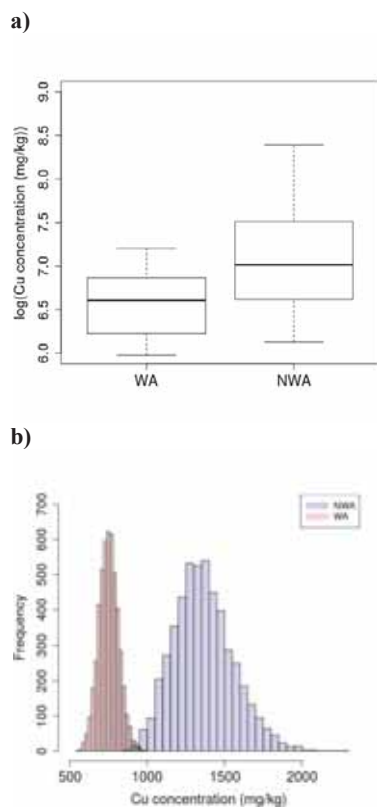 a)
log(Cu concentration (mg/kg))
9.0
8.5
8.0
7.5
7.0
6.5
6.0
WA
NWA
b)
Frequency
700
600
500
400
300
200
100
0
NWA
WA
500
1000
1500
2000
Cu concentration (mg/kg)